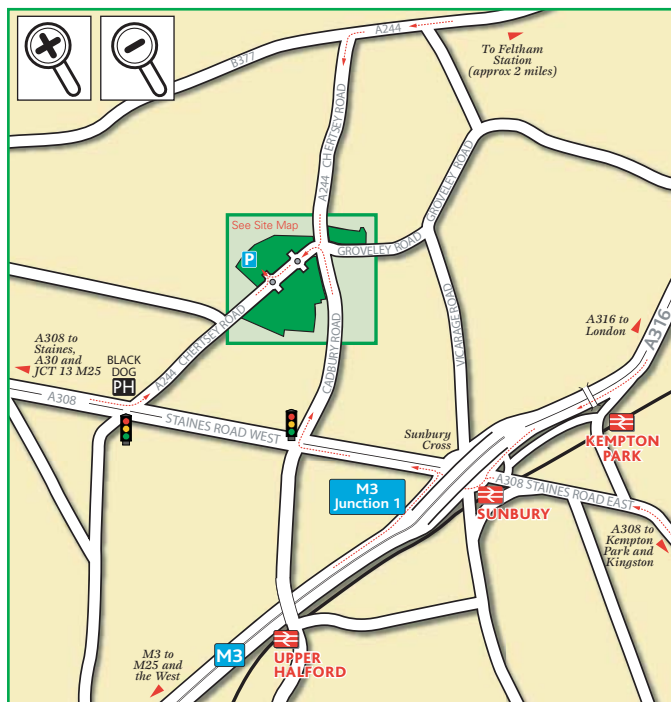 A244
To Feltham
Station
(approx 2 miles)
B377
A244 CHERTSEY ROAD
GROVELEY ROAD
See Site Map
P
GROVELEY ROAD
A316 to
London
A316
VICARAGE ROAD
CADBURY ROAD
A244 CHERTSEY ROAD
A308 to
Staines,
A30 and
JCT 13 M25
BLACK
DOG
PH
A308
STAINES ROAD WEST
Sunbury
Cross
KEMPTON
PARK
M3
Junction 1
A308 STAINES ROAD EAST
SUNBURY
A308 to
Kempton
Park and
Kingston
M3 to
M25 and
the West
M3
UPPER
HALFORD